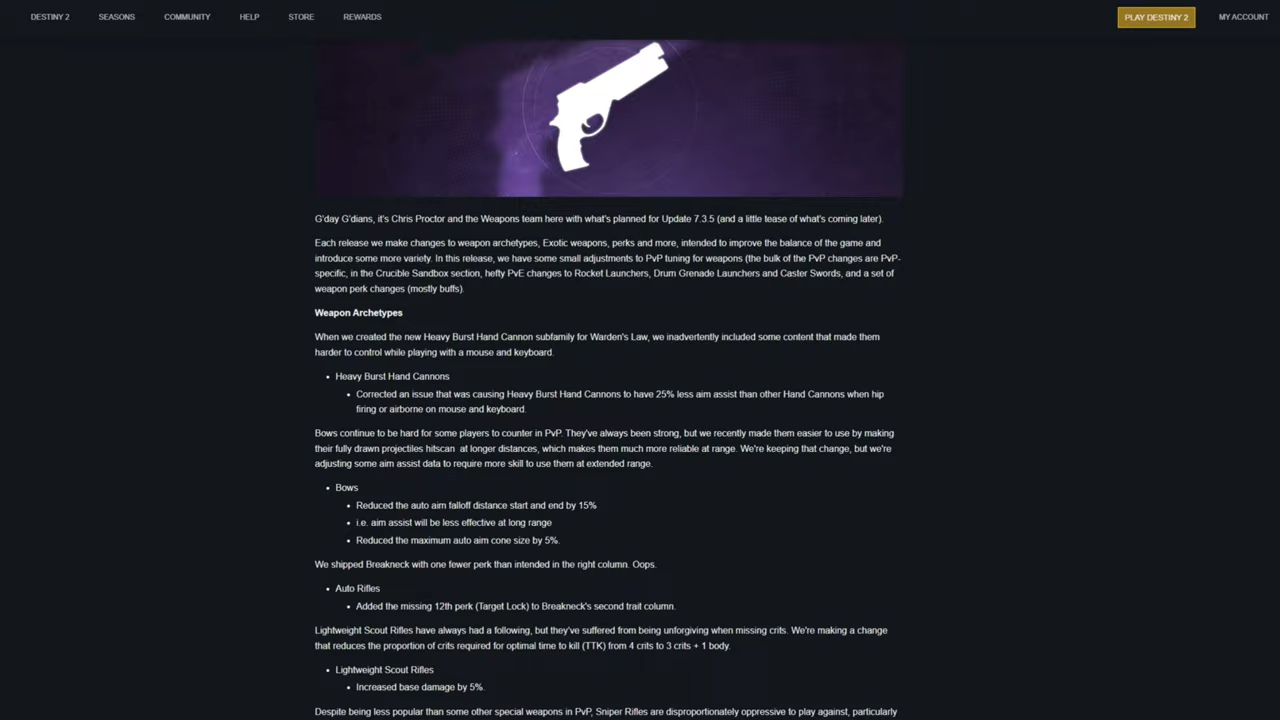 DESTINY 2 SEASONS COMMUNITY HELP STORE REWARDS PLAY DESTINY 2 MY ACCOUNT
G'day G'dians, it's Chris Proctor and the Weapons team here with what's planned for Update 7.3.5 (and a little tease of what's coming later).
Each release we make changes to weapon archetypes, Exotic weapons, perks and more, intended to improve the balance of the game and
introduce some more variety. In this release, we have some small adjustments to PvP tuning for weapons (the bulk of the PvP changes are PvP-
specific, in the Crucible Sandbox section, hefty PvE changes to Rocket Launchers, Drum Grenade Launchers and Caster Swords, and a set of
weapon perk changes (mostly buffs).
Weapon Archetypes
When we created the new Heavy Burst Hand Cannon subfamily for Warden's Law, we inadvertently included some content that made them
harder to control while playing with a mouse and keyboard.
• Heavy Burst Hand Cannons
• Corrected an issue that was causing Heavy Burst Hand Cannons to have 25% less aim assist than other Hand Cannons when hip
firing or airborne on mouse and keyboard.
Bows continue to be hard for some players to counter in PvP. They've always been strong, but we recently made them easier to use by making
their fully drawn projectiles hitscan at longer distances, which makes them much more reliable at range. We're keeping that change, but we're
adjusting some aim assist data to require more skill to use them at extended range.
• Bows
• Reduced the auto aim falloff distance start and end by 15%
• i.e. aim assist will be less effective at long range
• Reduced the maximum auto aim cone size by 5%.
We shipped Breakneck with one fewer perk than intended in the right column. Oops.
• Auto Rifles
• Added the missing 12th perk (Target Lock) to Breakneck's second trait column.
Lightweight Scout Rifles have always had a following, but they've suffered from being unforgiving when missing crits. We're making a change
that reduces the proportion of crits required for optimal time to kill (TTK) from 4 crits to 3 crits + 1 body.
• Lightweight Scout Rifles
• Increased base damage by 5%.
Despite being less popular than some other special weapons in PvP, Sniper Rifles are disproportionately oppressive to play against, particularly